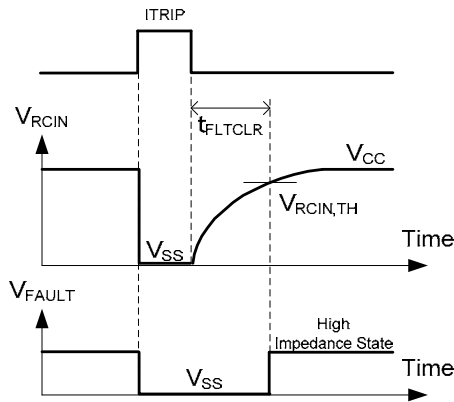 ITRIP
tFLTCLR
VRCIN
VCC
VRCIN,TH
VSS
Time
VFAULT
High
Impedance State
VSS
Time